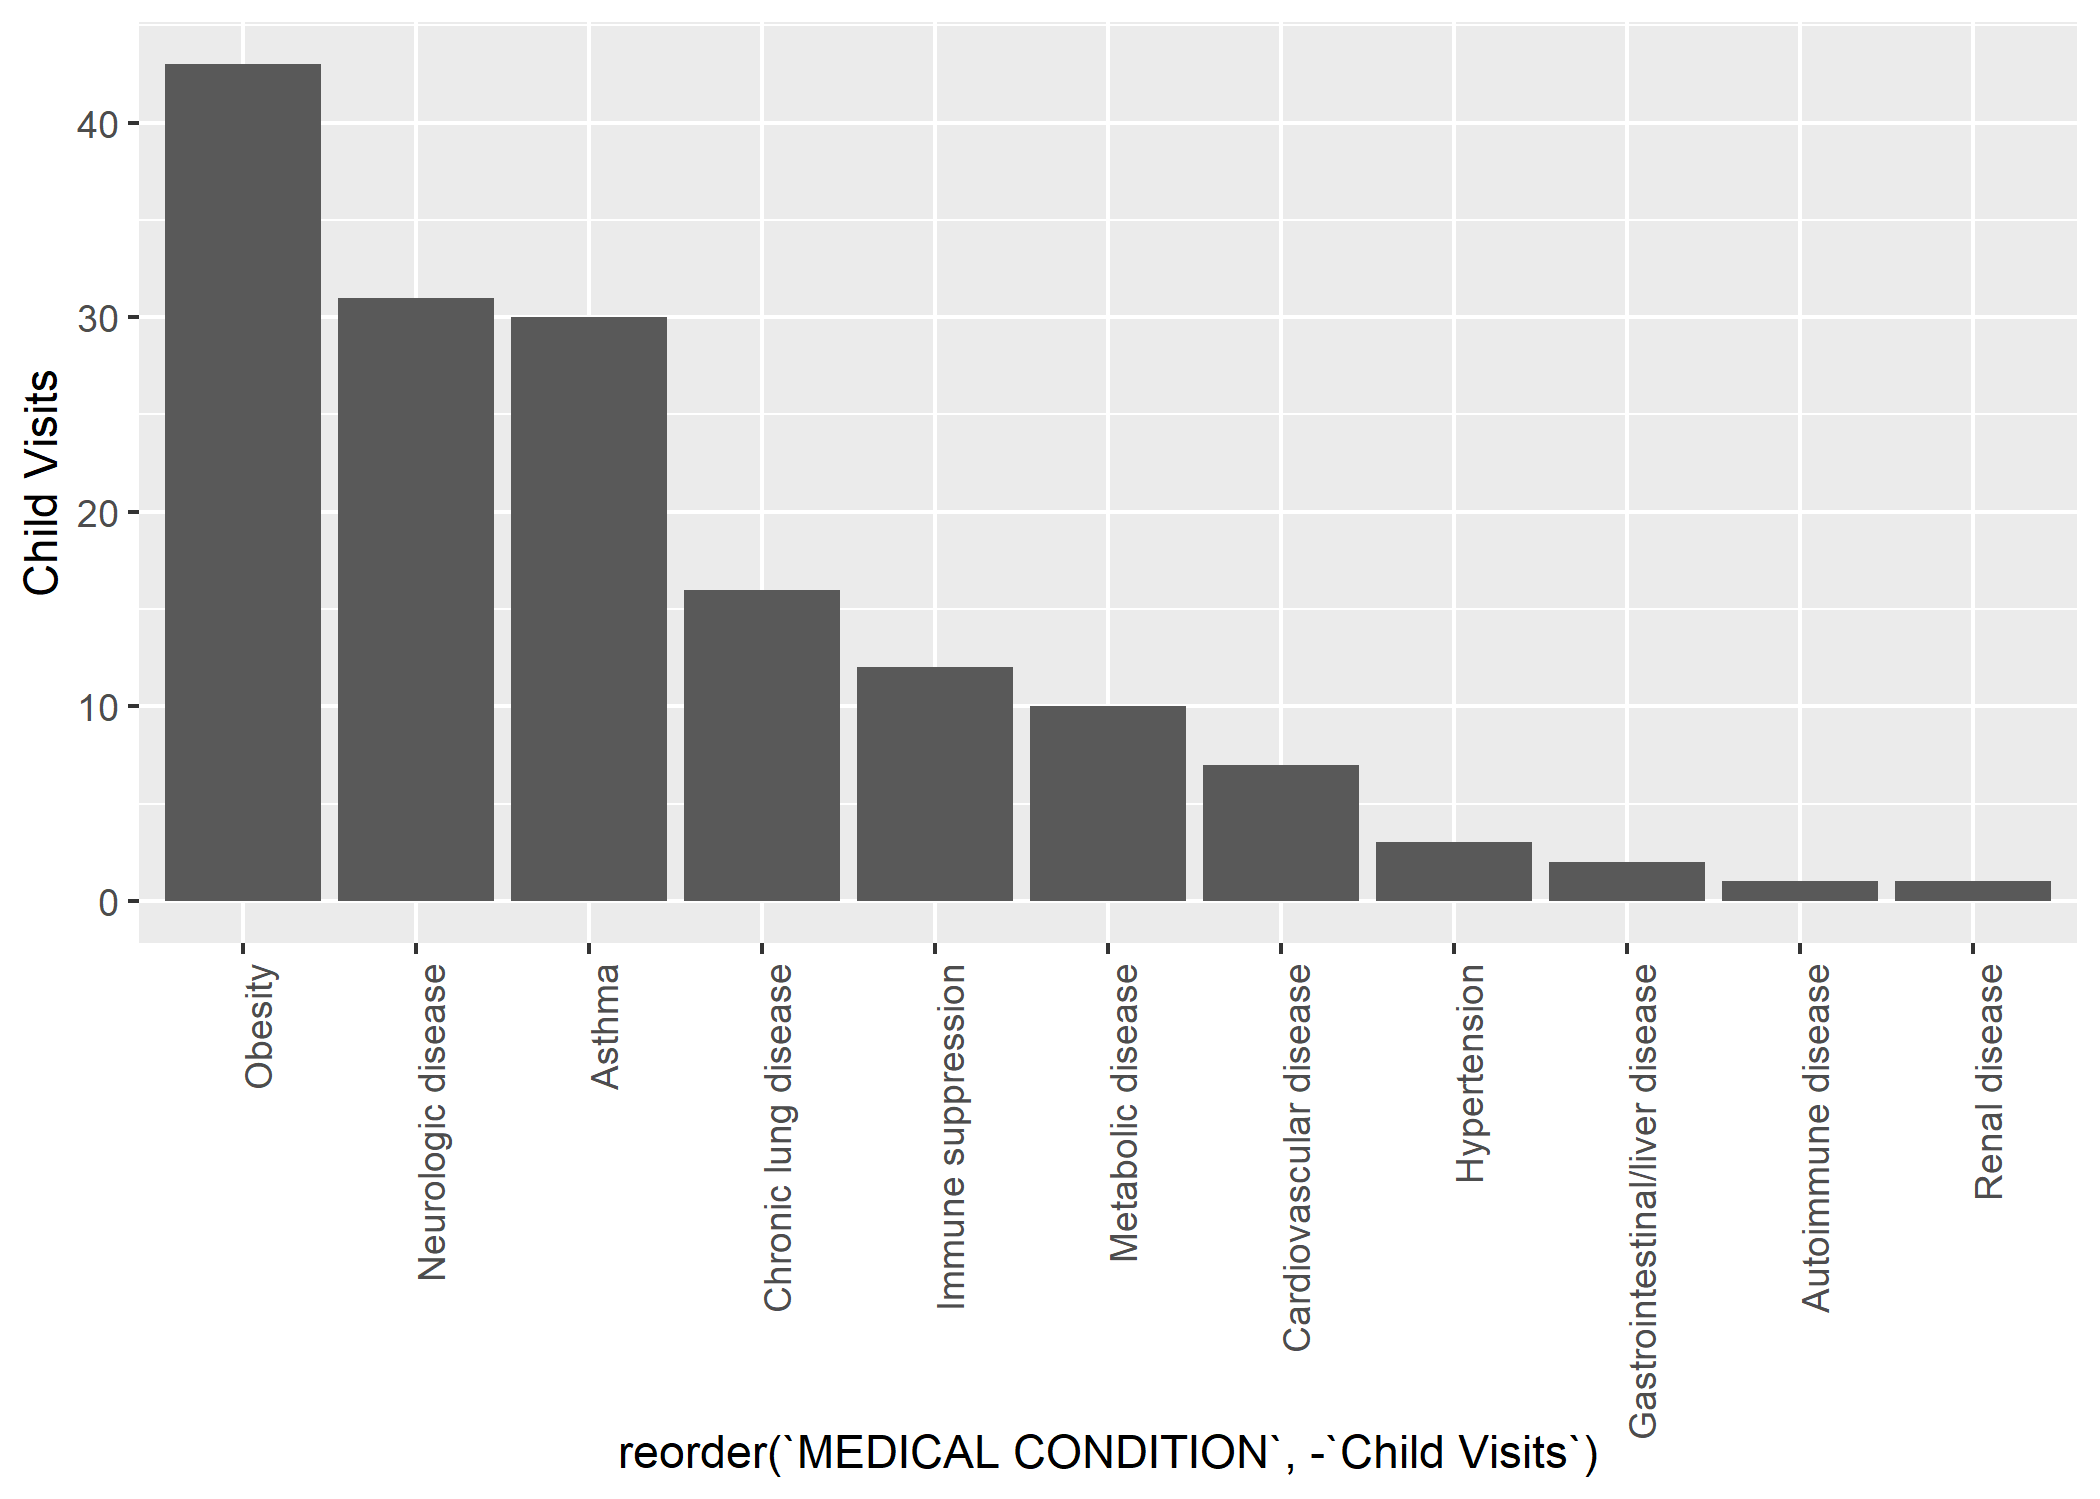 Child Visits
40
30
20
10
0
Obesity
Neurologic disease
Asthma
Chronic lung disease
Immune suppression
Metabolic disease
Cardiovascular disease
Hypertension
Gastrointestinal/liver disease
Autoimmune disease
Renal disease
reorder(`MEDICAL CONDITION`, -`Child Visits`)